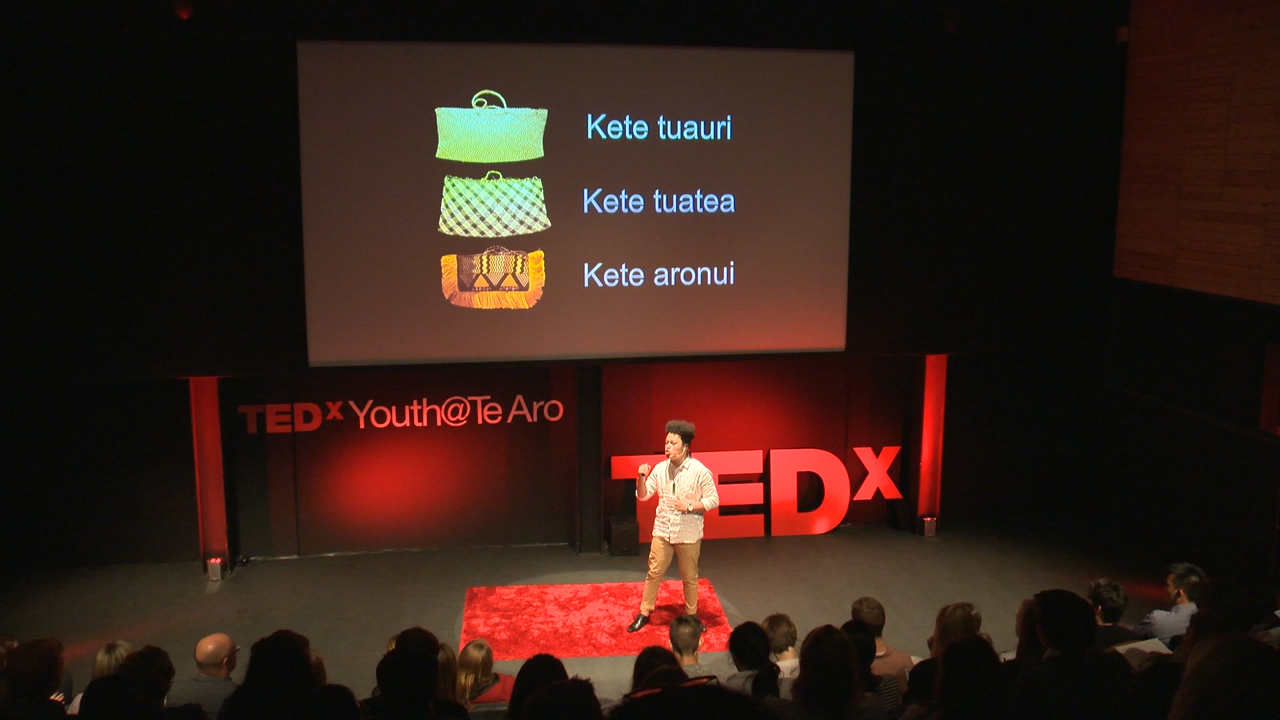 Kete tuauri
Kete tuatea
Kete aronui
TEDx Youth@Te Aro
TEDx